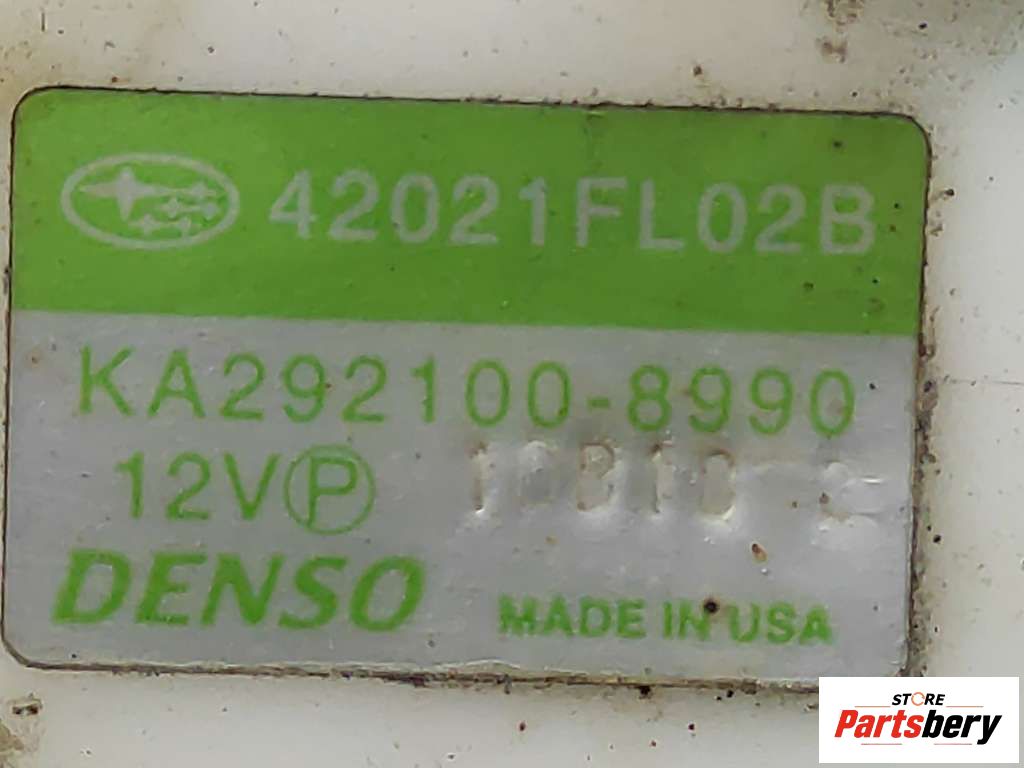 42021FL02B
KA292100-8990
12V Ⓟ
DENSO
MADE IN USA
STORE
Partsbery